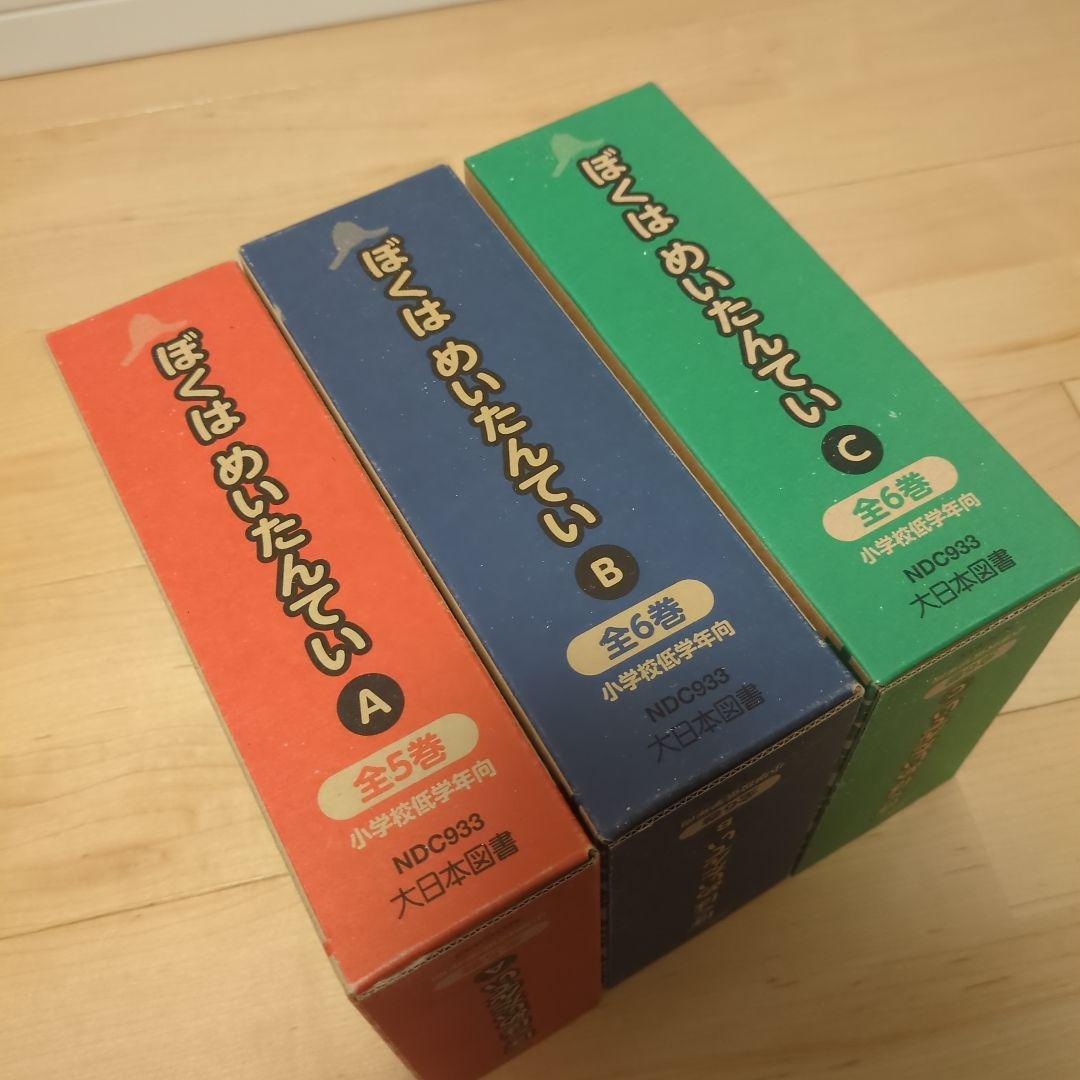 ぼくは めいたんてい
A
全5巻
小学校低学年向
NDC933
大日本図書
ぼくは めいたんてい
B
全6巻
小学校低学年向
NDC933
大日本図書
ぼくは めいたんてい
C
全6巻
小学校低学年向
NDC933
大日本図書